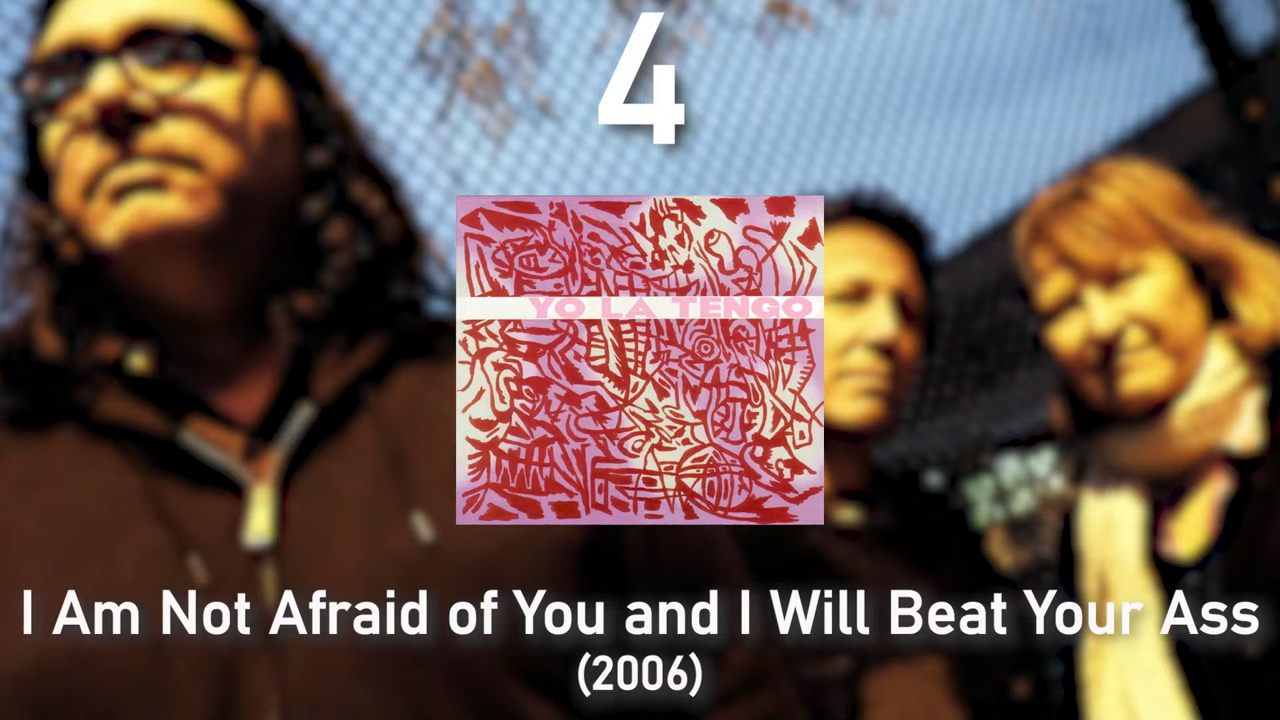 4
YO LA TENGO
I Am Not Afraid of You and I Will Beat Your Ass
(2006)